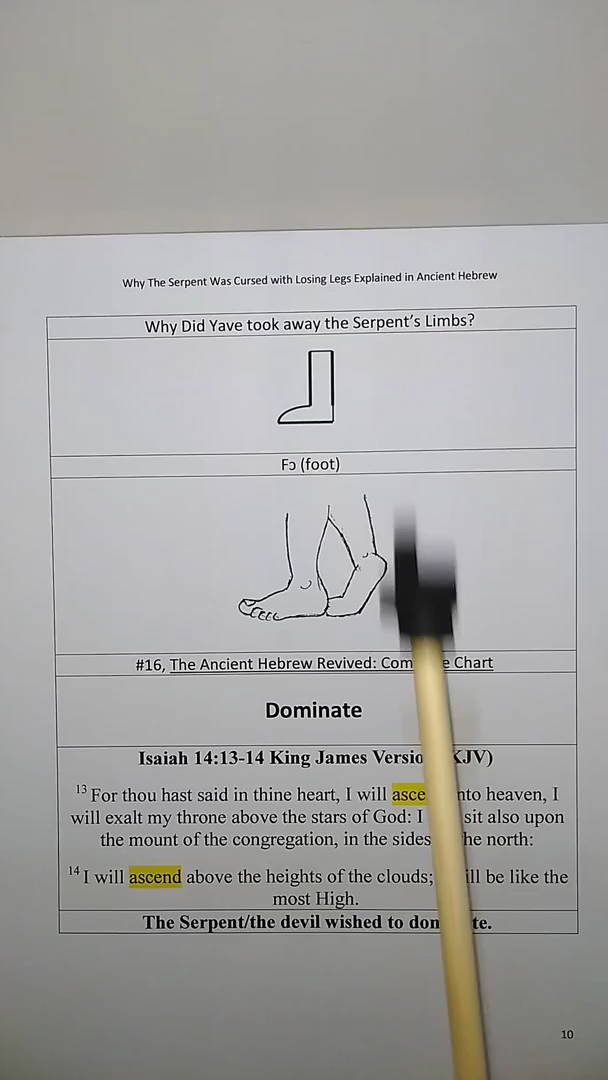 Why The Serpent Was Cursed with Losing Legs Explained in Ancient Hebrew
Why Did Yave took away the Serpent's Limbs?
Fɔ (foot)
#16, The Ancient Hebrew Revived: Com e Chart
Dominate
Isaiah 14:13-14 King James Versio KJV)
13 For thou hast said in thine heart, I will asce nto heaven, I
will exalt my throne above the stars of God: I sit also upon
the mount of the congregation, in the sides he north:
14 I will ascend above the heights of the clouds; ill be like the
most High.
The Serpent/the devil wished to don te.
10